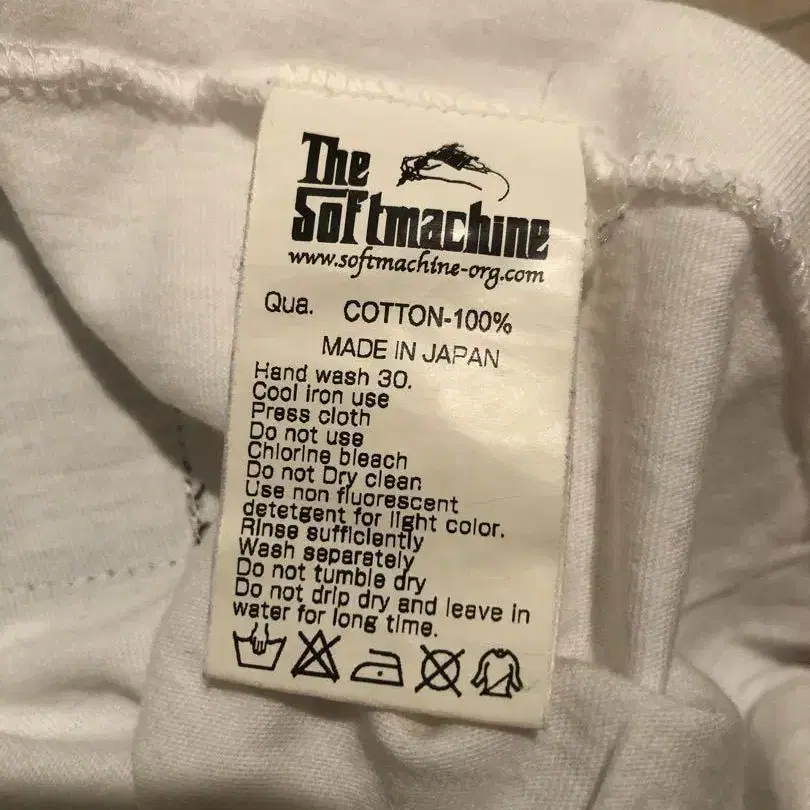 The
Softmachine
www.softmachine-org.com
Qua. COTTON-100%
MADE IN JAPAN
Hand wash 30.
Cool iron use
Press cloth
Do not use
Chlorine bleach
Do not Dry clean
Use non fluorescent
detetgent for light color.
Rinse sufficiently
Wash separately
Do not tumble dry
Do not drip dry and leave in
water for long time.